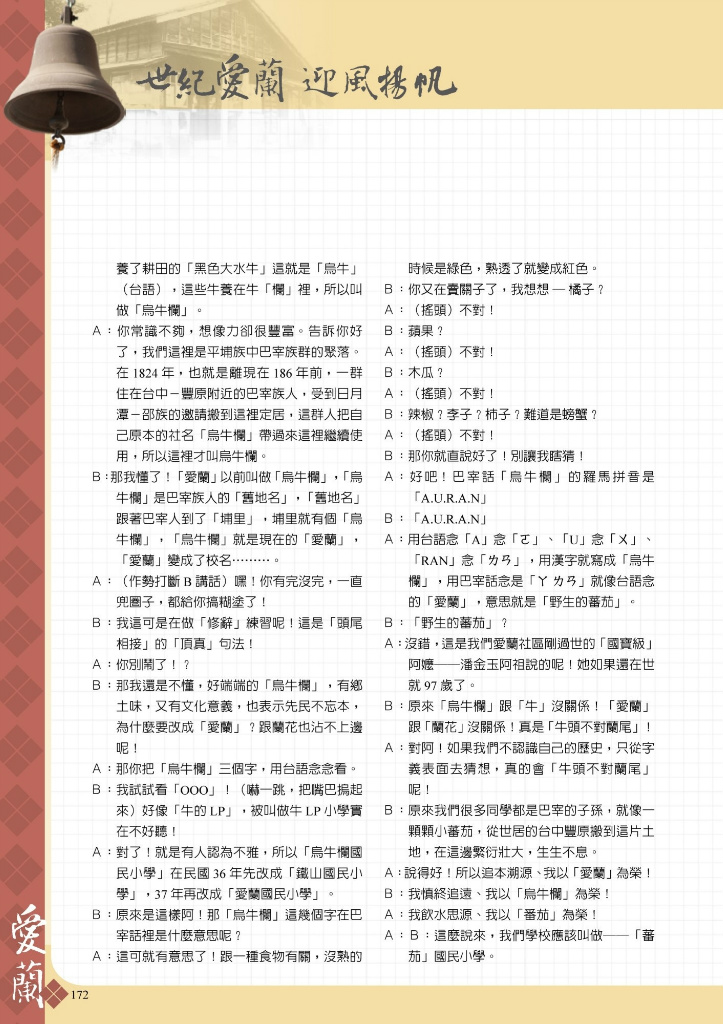 世紀愛蘭 迎風揚帆
養了耕田的「黑色大水牛」這就是「烏牛」
（台語），這些牛養在牛「欄」裡，所以叫
做「烏牛欄」。
A：你常識不夠，想像力卻很豐富。告訴你好
了，我們這裡是平埔族中巴宰族群的聚落。
在 1824 年，也就是離現在 186 年前，一群
住在台中－豐原附近的巴宰族人，受到日月
潭－邵族的邀請搬到這裡定居，這群人把自
己原本的社名「烏牛欄」帶過來這裡繼續使
用，所以這裡才叫烏牛欄。
B：那我懂了！「愛蘭」以前叫做「烏牛欄」，「烏
牛欄」是巴宰族人的「舊地名」，「舊地名」
跟著巴宰人到了「埔里」，埔里就有個「烏
牛欄」，「烏牛欄」就是現在的「愛蘭」，
「愛蘭」變成了校名………。
A：（作勢打斷 B 講話）嘿！你有完沒完，一直
兜圈子，都給你搞糊塗了！
B：我這可是在做「修辭」練習呢！這是「頭尾
相接」的「頂真」句法！
A：你別鬧了！？
B：那我還是不懂，好端端的「烏牛欄」，有鄉
土味，又有文化意義，也表示先民不忘本，
為什麼要改成「愛蘭」？跟蘭花也沾不上邊
呢！
A：那你把「烏牛欄」三個字，用台語念念看。
B：我試試看「OOO」！（嚇一跳，把嘴巴摀起
來）好像「牛的 LP」，被叫做牛 LP 小學實
在不好聽！
A：對了！就是有人認為不雅，所以「烏牛欄國
民小學」在民國 36 年先改成「鐵山國民小
學」，37 年再改成「愛蘭國民小學」。
B：原來是這樣阿！那「烏牛欄」這幾個字在巴
宰話裡是什麼意思呢？
A：這可就有意思了！跟一種食物有關，沒熟的
時候是綠色，熟透了就變成紅色。
B：你又在賣關子了，我想想 ─ 橘子？
A：（搖頭）不對！
B：蘋果？
A：（搖頭）不對！
B：木瓜？
A：（搖頭）不對！
B：辣椒？李子？柿子？難道是螃蟹？
A：（搖頭）不對！
B：那你就直說好了！別讓我瞎猜！
A：好吧！巴宰話「烏牛欄」的羅馬拼音是
「A.U.R.A.N」
B：「A.U.R.A.N」
A：用台語念「A」念「ㄛ」、「U」念「ㄨ」、
「RAN」念「ㄌㄢ」，用漢字就寫成「烏牛
欄」，用巴宰話念是「ㄚ ㄌㄢ」就像台語念
的「愛蘭」，意思就是「野生的蕃茄」。
B：「野生的蕃茄」？
A：沒錯，這是我們愛蘭社區剛過世的「國寶級」
阿嬤──潘金玉阿祖說的呢！她如果還在世
就 97 歲了。
B：原來「烏牛欄」跟「牛」沒關係！「愛蘭」
跟「蘭花」沒關係！真是「牛頭不對蘭尾」！
A：對阿！如果我們不認識自己的歷史，只從字
義表面去猜想，真的會「牛頭不對蘭尾」
呢！
B：原來我們很多同學都是巴宰的子孫，就像一
顆顆小蕃茄，從世居的台中豐原搬到這片土
地，在這邊繁衍壯大，生生不息。
A：說得好！所以追本溯源、我以「愛蘭」為榮！
B：我慎終追遠、我以「烏牛欄」為榮！
A：我飲水思源、我以「蕃茄」為榮！
A：B：這麼說來，我們學校應該叫做──「蕃
茄」國民小學。
愛蘭
172